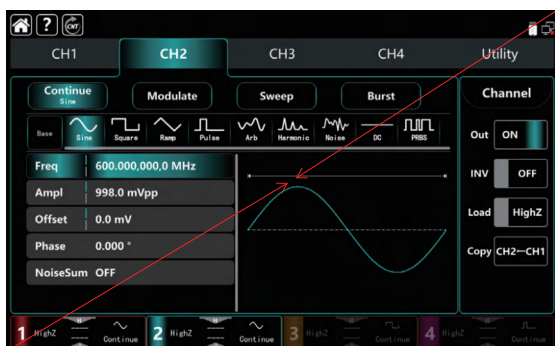 ? CNT
CH1 CH2 CH3 CH4 Utility
Continue
Sine
Modulate Sweep Burst Channel
Base Sine Square Ramp Pulse Arb Harmonic Noise DC PRBS
Out ON
Freq 600.000,000,0 MHz
INV OFF
Ampl 998.0 mVpp
Offset 0.0 mV
Load HighZ
Phase 0.000 °
Copy CH2←CH1
NoiseSum OFF
1 HighZ Continue 2 HighZ Continue 3 HighZ Continue 4 HighZ Continue